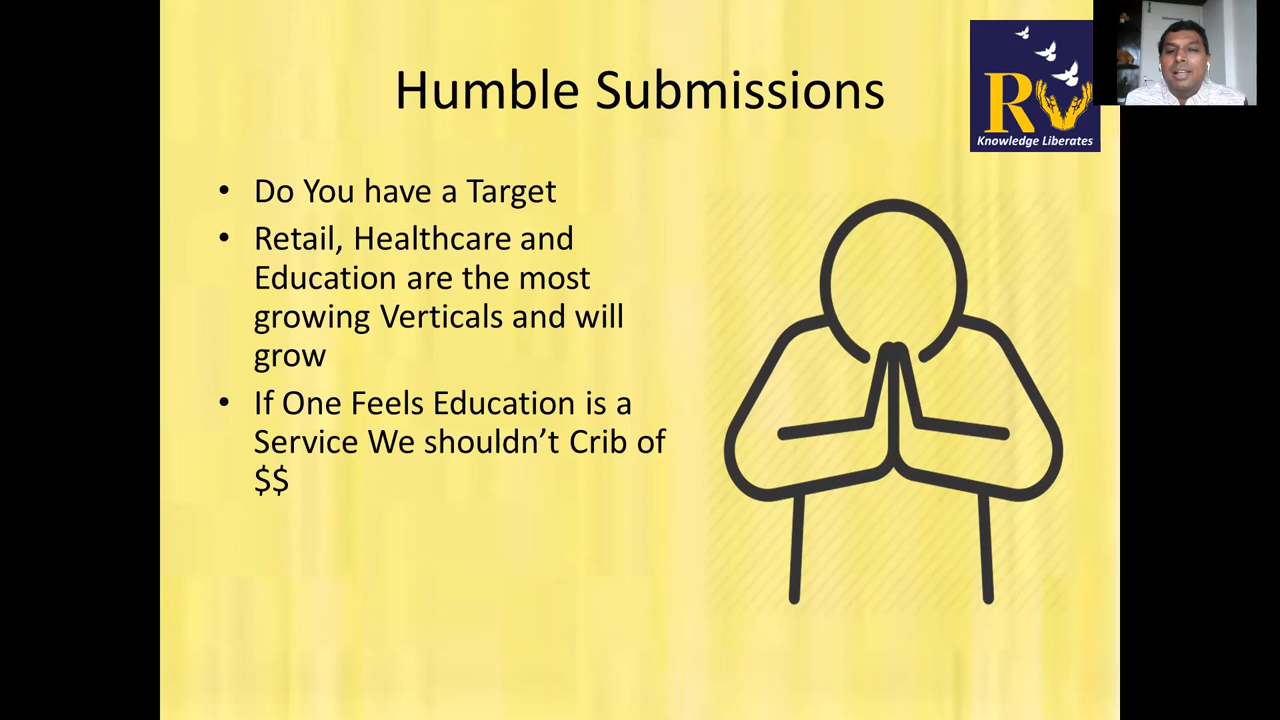 Humble Submissions
R
Knowledge Liberates
• Do You have a Target
• Retail, Healthcare and
Education are the most
growing Verticals and will
grow
• If One Feels Education is a
Service We shouldn't Crib of
$$